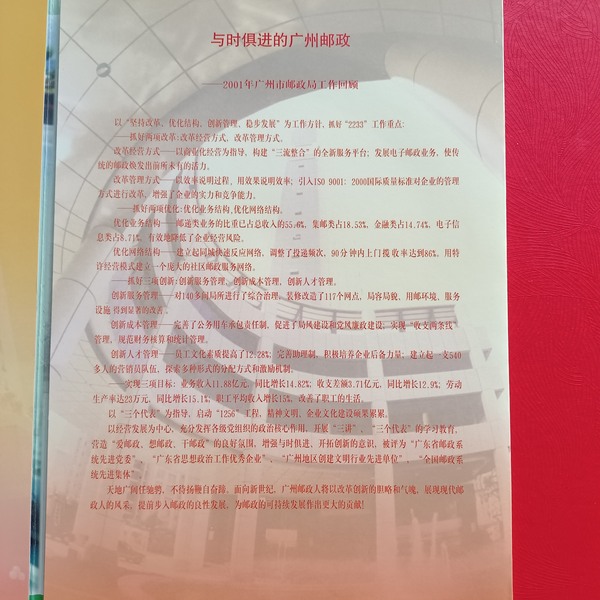 与时俱进的广州邮政
——2001年广州市邮政局工作回顾
以“坚持改革、优化结构、创新管理、稳步发展”为工作方针，抓好“2233”工作重点：
——抓好两项改革：改革经营方式、改革管理方式。
改革经营方式——以商业化经营为指导，构建“三流整合”的全新服务平台；发展电子邮政业务，使传
统的邮政焕发出前所未有的活力。
改革管理方式——以效率说明过程，用效果说明效率；引入ISO 9001：2000国际质量标准对企业的管理
方式进行改革，增强了企业的实力和竞争能力。
——抓好两项优化：优化业务结构，优化网络结构。
优化业务结构——邮递类业务的比重已占总收入的55.6%，集邮类占18.53%，金融类占14.74%，电子信
息类占8.71%，有效地降低了企业经营风险。
优化网络结构——建立起同城快速反应网络，调整了投递频次，90分钟内上门揽收率达到86%，用特
许经营模式建立一个庞大的社区邮政服务网络。
——抓好三项创新：创新服务管理、创新成本管理、创新人才管理。
创新服务管理——对140多间局所进行了综合治理，装修改造了117个网点，局容局貌、用邮环境、服务
设施 得到显著的改善。
创新成本管理——完善了公务用车承包责任制，促进了局风建设和党风廉政建设；实现“收支两条线”
管理，规范财务核算和统计管理。
创新人才管理——员工文化素质提高了12.28%；完善助理制，积极培养企业后备力量；建立起一支540
多人的营销员队伍，探索多种形式的分配方式和激励机制。
——实现三项目标：业务收入11.88亿元，同比增长14.82%；收支差额3.71亿元，同比增长12.9%；劳动
生产率达23万元，同比增长15.1%；职工平均收入增长15%，改善了职工的生活。
以“三个代表”为指导，启动“1256”工程，精神文明、企业文化建设硕果累累。
以经营发展为中心，充分发挥各级党组织的政治核心作用，开展“三讲”、“三个代表”的学习教育，
营造“爱邮政、想邮政、干邮政”的良好氛围，增强与时俱进、开拓创新的意识，被评为“广东省邮政系
统先进党委”、“广东省思想政治工作优秀企业”、“广州地区创建文明行业先进单位”、“全国邮政系
统先进集体”
天地广阔任驰骋，不待扬鞭自奋蹄。面向新世纪，广州邮政人将以改革创新的胆略和气魄，展现现代邮
政人的风采，提前步入邮政的良性发展，为邮政的可持续发展作出更大的贡献！